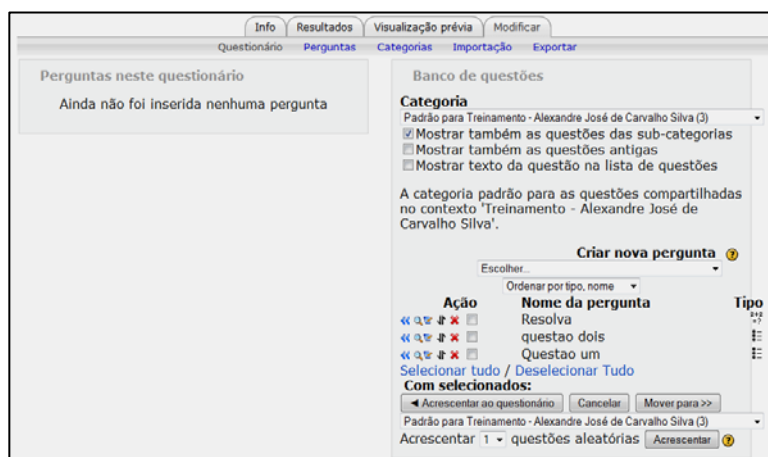 Info Resultados Visualização prévia Modificar
Questionário Perguntas Categorias Importação Exportar
Perguntas neste questionário
Ainda não foi inserida nenhuma pergunta
Banco de questões
Categoria
Padrão para Treinamento - Alexandre José de Carvalho Silva (3)
Mostrar também as questões das sub-categorias
Mostrar também as questões antigas
Mostrar texto da questão na lista de questões
A categoria padrão para as questões compartilhadas
no contexto 'Treinamento - Alexandre José de
Carvalho Silva'.
Criar nova pergunta ?
Escolher...
Ordenar por tipo, nome
Ação Nome da pergunta Tipo
Resolva 2+2=?
questao dois
Questao um
Selecionar tudo / Deselecionar Tudo
Com selecionados:
◄ Acrescentar ao questionário Cancelar Mover para >>
Padrão para Treinamento - Alexandre José de Carvalho Silva (3)
Acrescentar 1 questões aleatórias Acrescentar ?